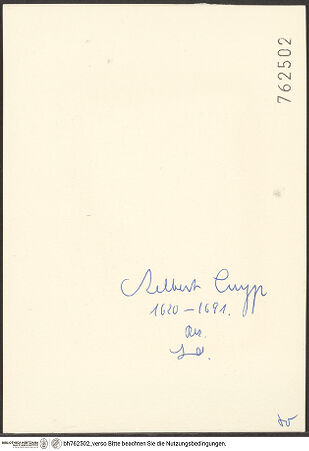 762502
Aelbert Cuyp
1620-1691.
bh762502_verso Bitte beachten Sie die Nutzungsbedingungen.